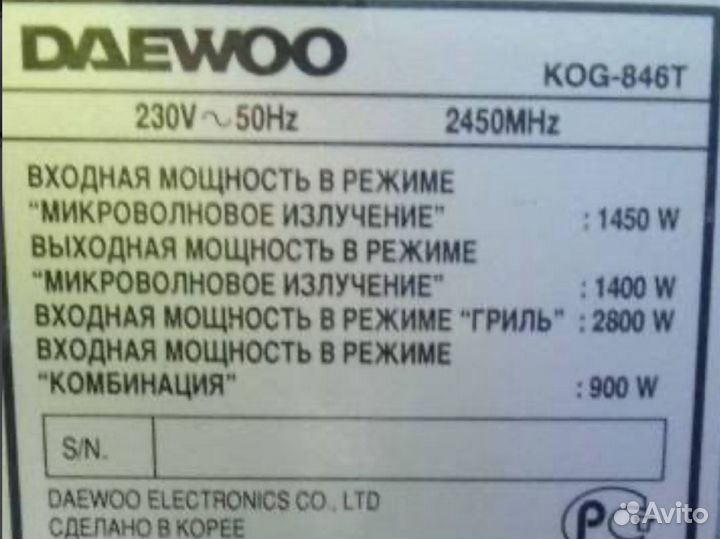 DAEWOO
KOG-846T
230V ~ 50Hz 2450MHz
ВХОДНАЯ МОЩНОСТЬ В РЕЖИМЕ
"МИКРОВОЛНОВОЕ ИЗЛУЧЕНИЕ" : 1450 W
ВЫХОДНАЯ МОЩНОСТЬ В РЕЖИМЕ
"МИКРОВОЛНОВОЕ ИЗЛУЧЕНИЕ" : 1400 W
ВХОДНАЯ МОЩНОСТЬ В РЕЖИМЕ "ГРИЛЬ" : 2800 W
ВХОДНАЯ МОЩНОСТЬ В РЕЖИМЕ
"КОМБИНАЦИЯ" : 900 W
S/N.
DAEWOO ELECTRONICS CO., LTD
СДЕЛАНО В КОРЕЕ
Avito